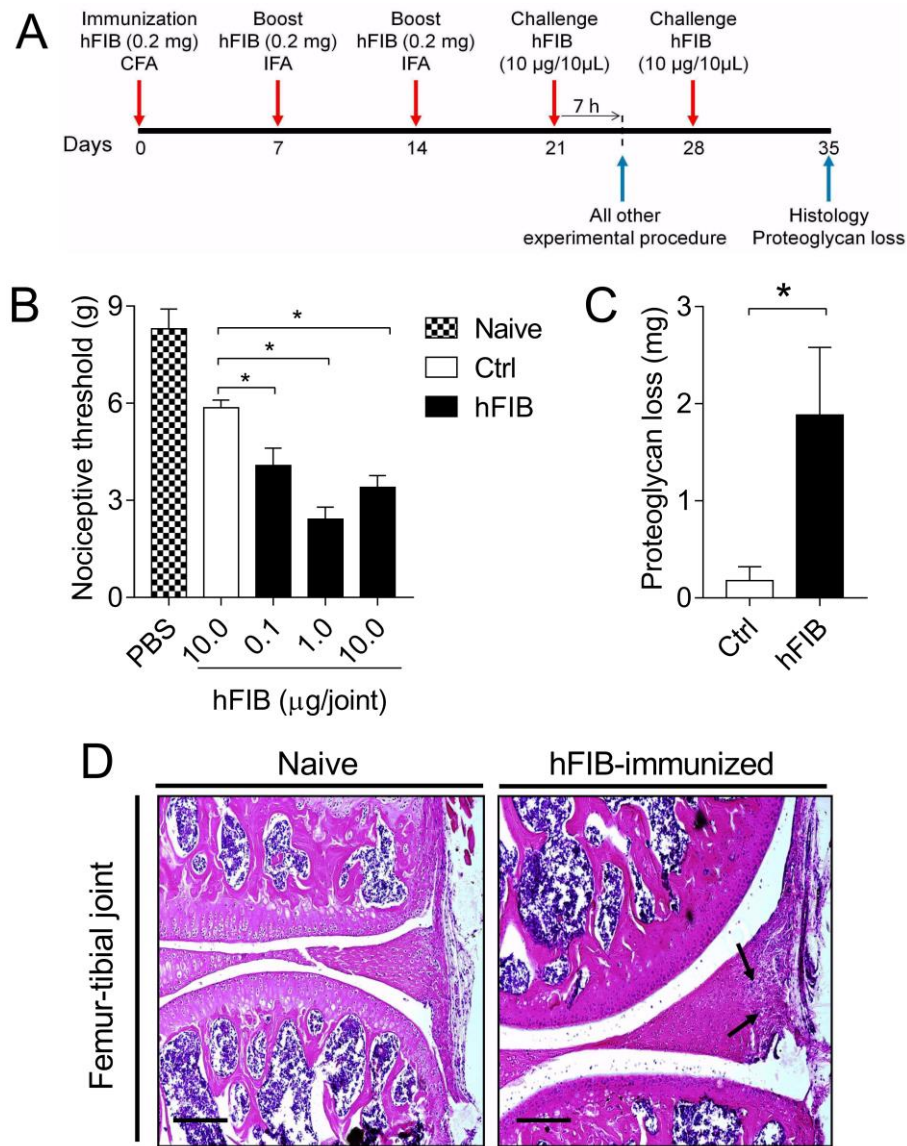 A
Immunization
hFIB (0.2 mg)
CFA
Boost
hFIB (0.2 mg)
IFA
Boost
hFIB (0.2 mg)
IFA
Challenge
hFIB
(10 µg/10µL)
Challenge
hFIB
(10 µg/10µL)
7 h
Days
0
7
14
21
28
35
All other
experimental procedure
Histology
Proteoglycan loss
B
Nociceptive threshold (g)
9
6
3
0
*
*
*
PBS
10.0
0.1
1.0
10.0
hFIB (µg/joint)
Naive
Ctrl
hFIB
C
Proteoglycan loss (mg)
3
2
1
0
*
Ctrl
hFIB
D
Naive
hFIB-immunized
Femur-tibial joint